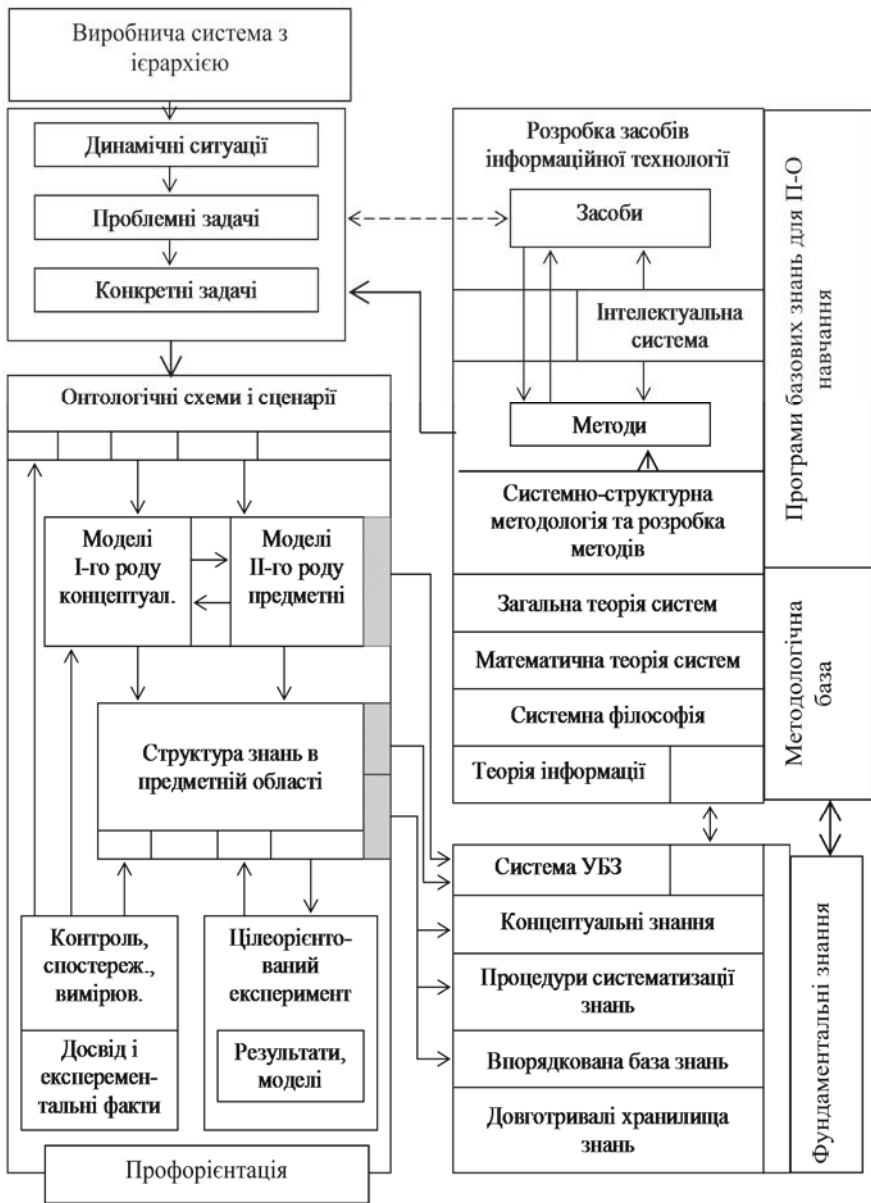 Виробнича система з
ієрархією
Динамічні ситуації
Проблемні задачі
Конкретні задачі
Онтологічні схеми і сценарії
Моделі
І-го роду
концептуал.
Моделі
ІІ-го роду
предметні
Структура знань в
предметній області
Контроль,
спостереж.,
вимірюв.
Досвід і
експеремен-
тальні факти
Цілеорієнто-
ований
експеримент
Результати,
моделі
Профорієнтація
Розробка засобів
інформаційної технології
Засоби
Інтелектуальна
система
Методи
Системно-структурна
методологія та розробка
методів
Загальна теорія систем
Математична теорія систем
Системна філософія
Теорія інформації
Система УБЗ
Концептуальні знання
Процедури систематизації
знань
Впорядкована база знань
Довготривалі хранилища
знань
Програми базових знань для П-О
навчання
Методологічна
база
Фундаментальні знання